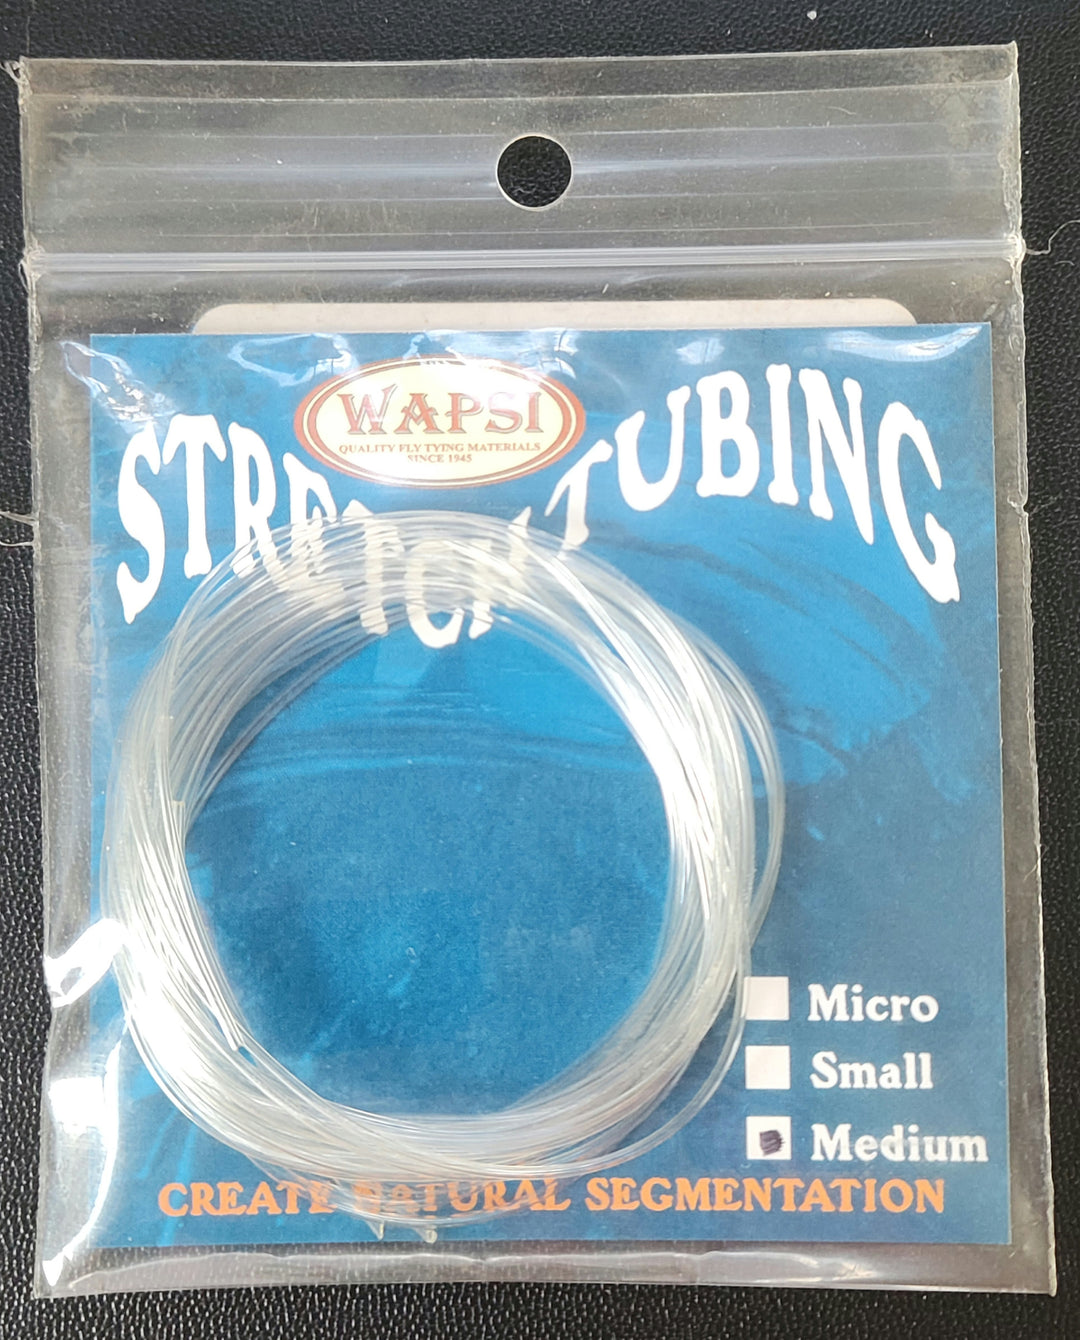 WAPSI
QUALITY FLY TYING MATERIALS
SINCE 1945
STRETCH TUBING
Micro
Small
Medium
CREATE NATURAL SEGMENTATION